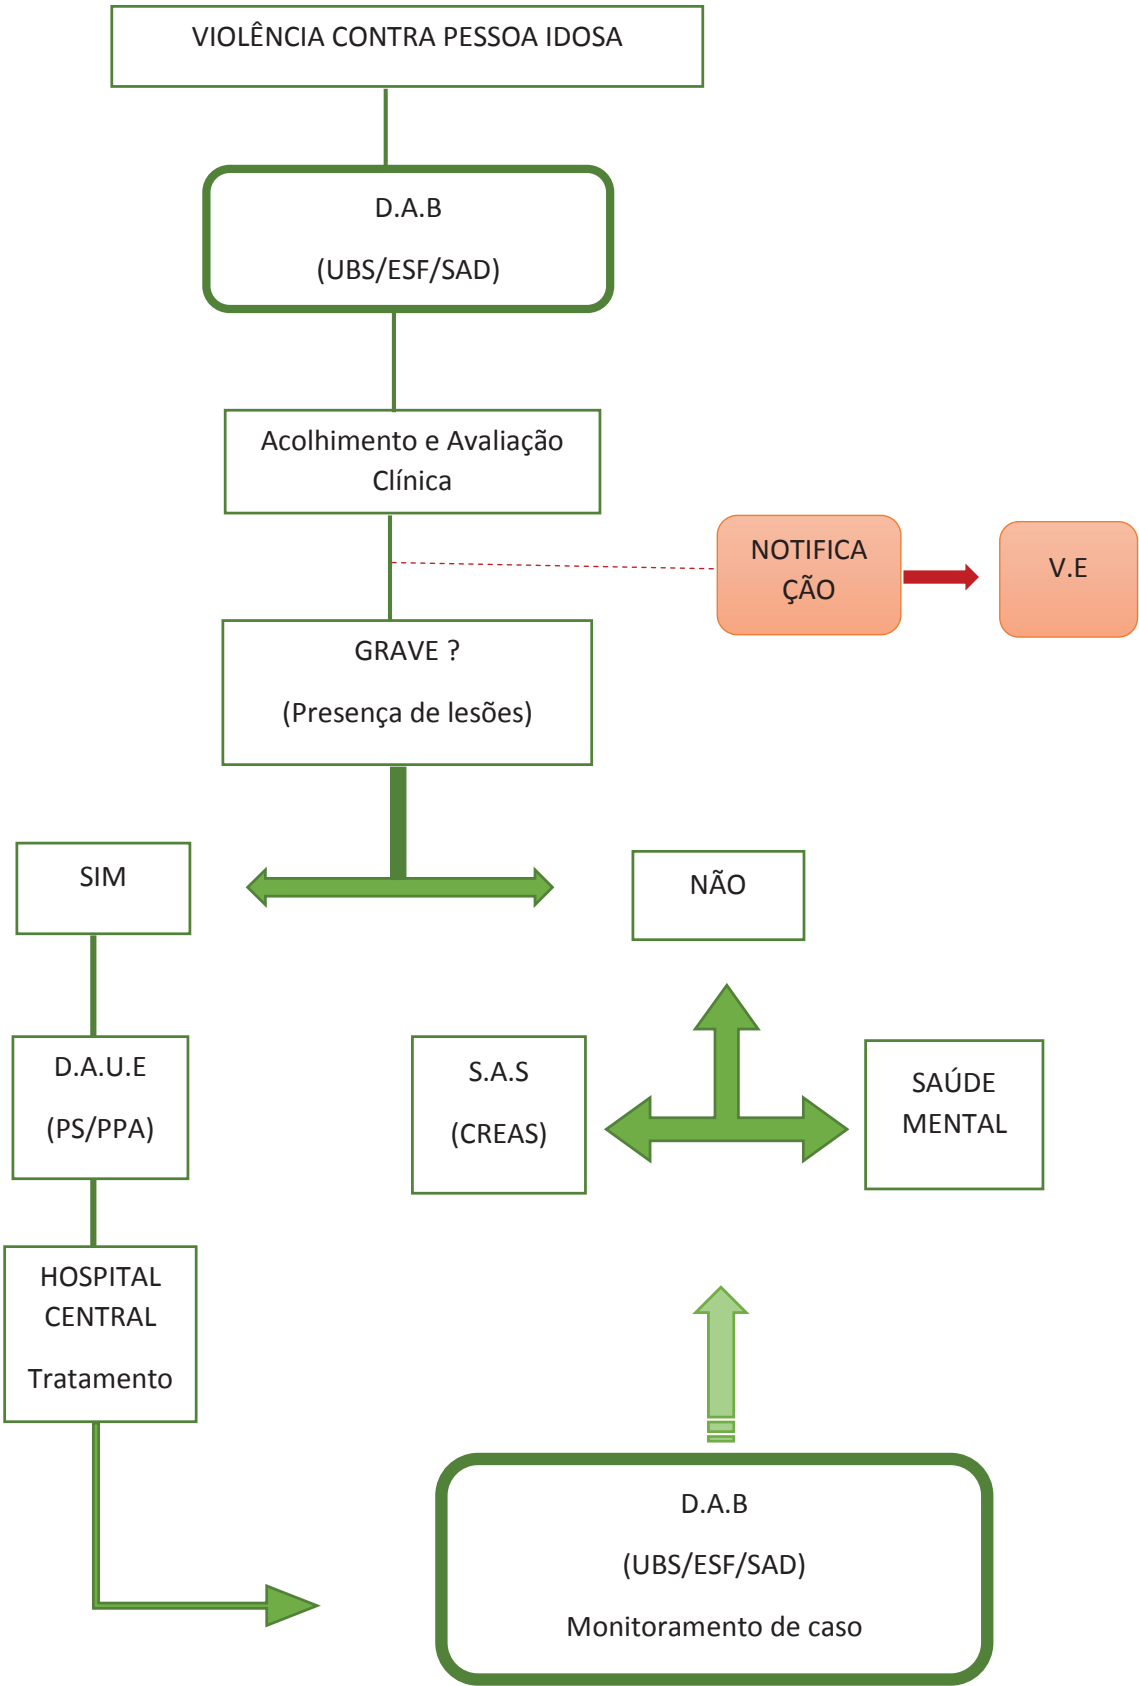 VIOLÊNCIA CONTRA PESSOA IDOSA
D.A.B
(UBS/ESF/SAD)
Acolhimento e Avaliação
Clínica
NOTIFICA
ÇÃO
V.E
GRAVE ?
(Presença de lesões)
SIM
NÃO
D.A.U.E
(PS/PPA)
S.A.S
(CREAS)
SAÚDE
MENTAL
HOSPITAL
CENTRAL
Tratamento
D.A.B
(UBS/ESF/SAD)
Monitoramento de caso